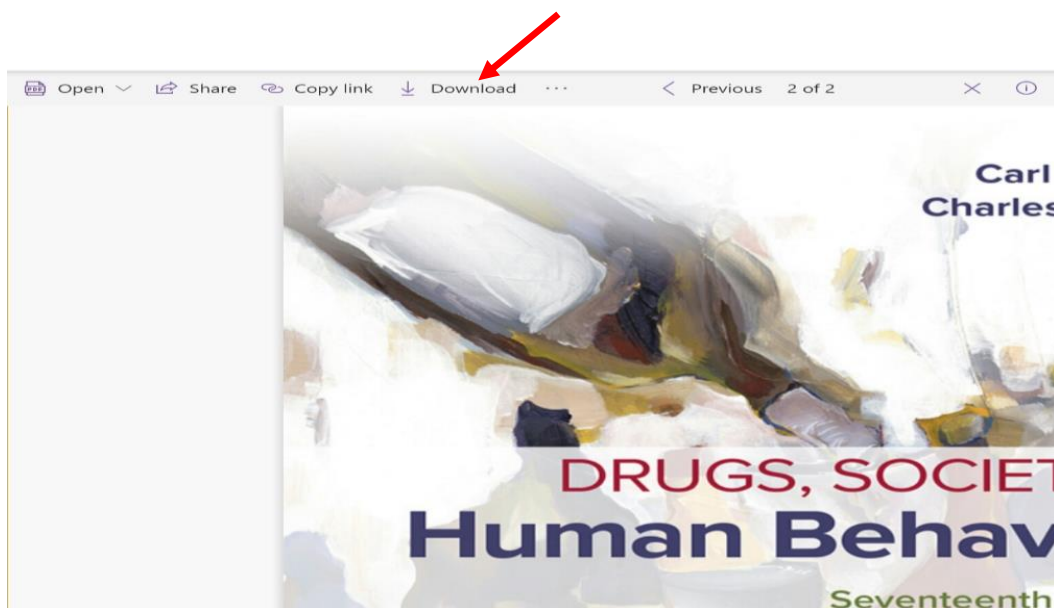 Open Share Copy link Download ... Previous 2 of 2
Carl
Charles
DRUGS, SOCIET
Human Behav
Seventeenth